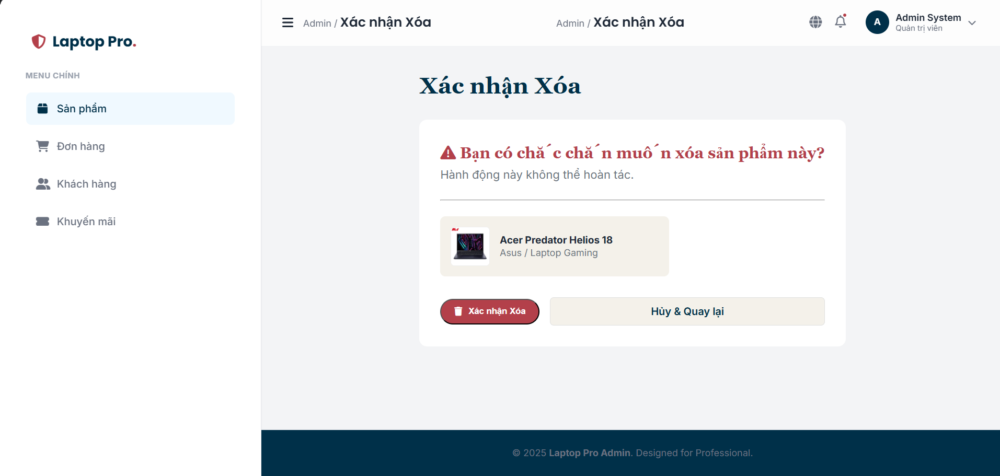 Laptop Pro.
MENU CHÍNH
Sản phẩm
Đơn hàng
Khách hàng
Khuyến mãi
Admin / Xác nhận Xóa
Admin / Xác nhận Xóa
A
Admin System
Quản trị viên
Xác nhận Xóa
Bạn có chắc chắn muốn xóa sản phẩm này?
Hành động này không thể hoàn tác.
Acer Predator Helios 18
Asus / Laptop Gaming
Xác nhận Xóa
Hủy & Quay lại
© 2025 Laptop Pro Admin. Designed for Professional.